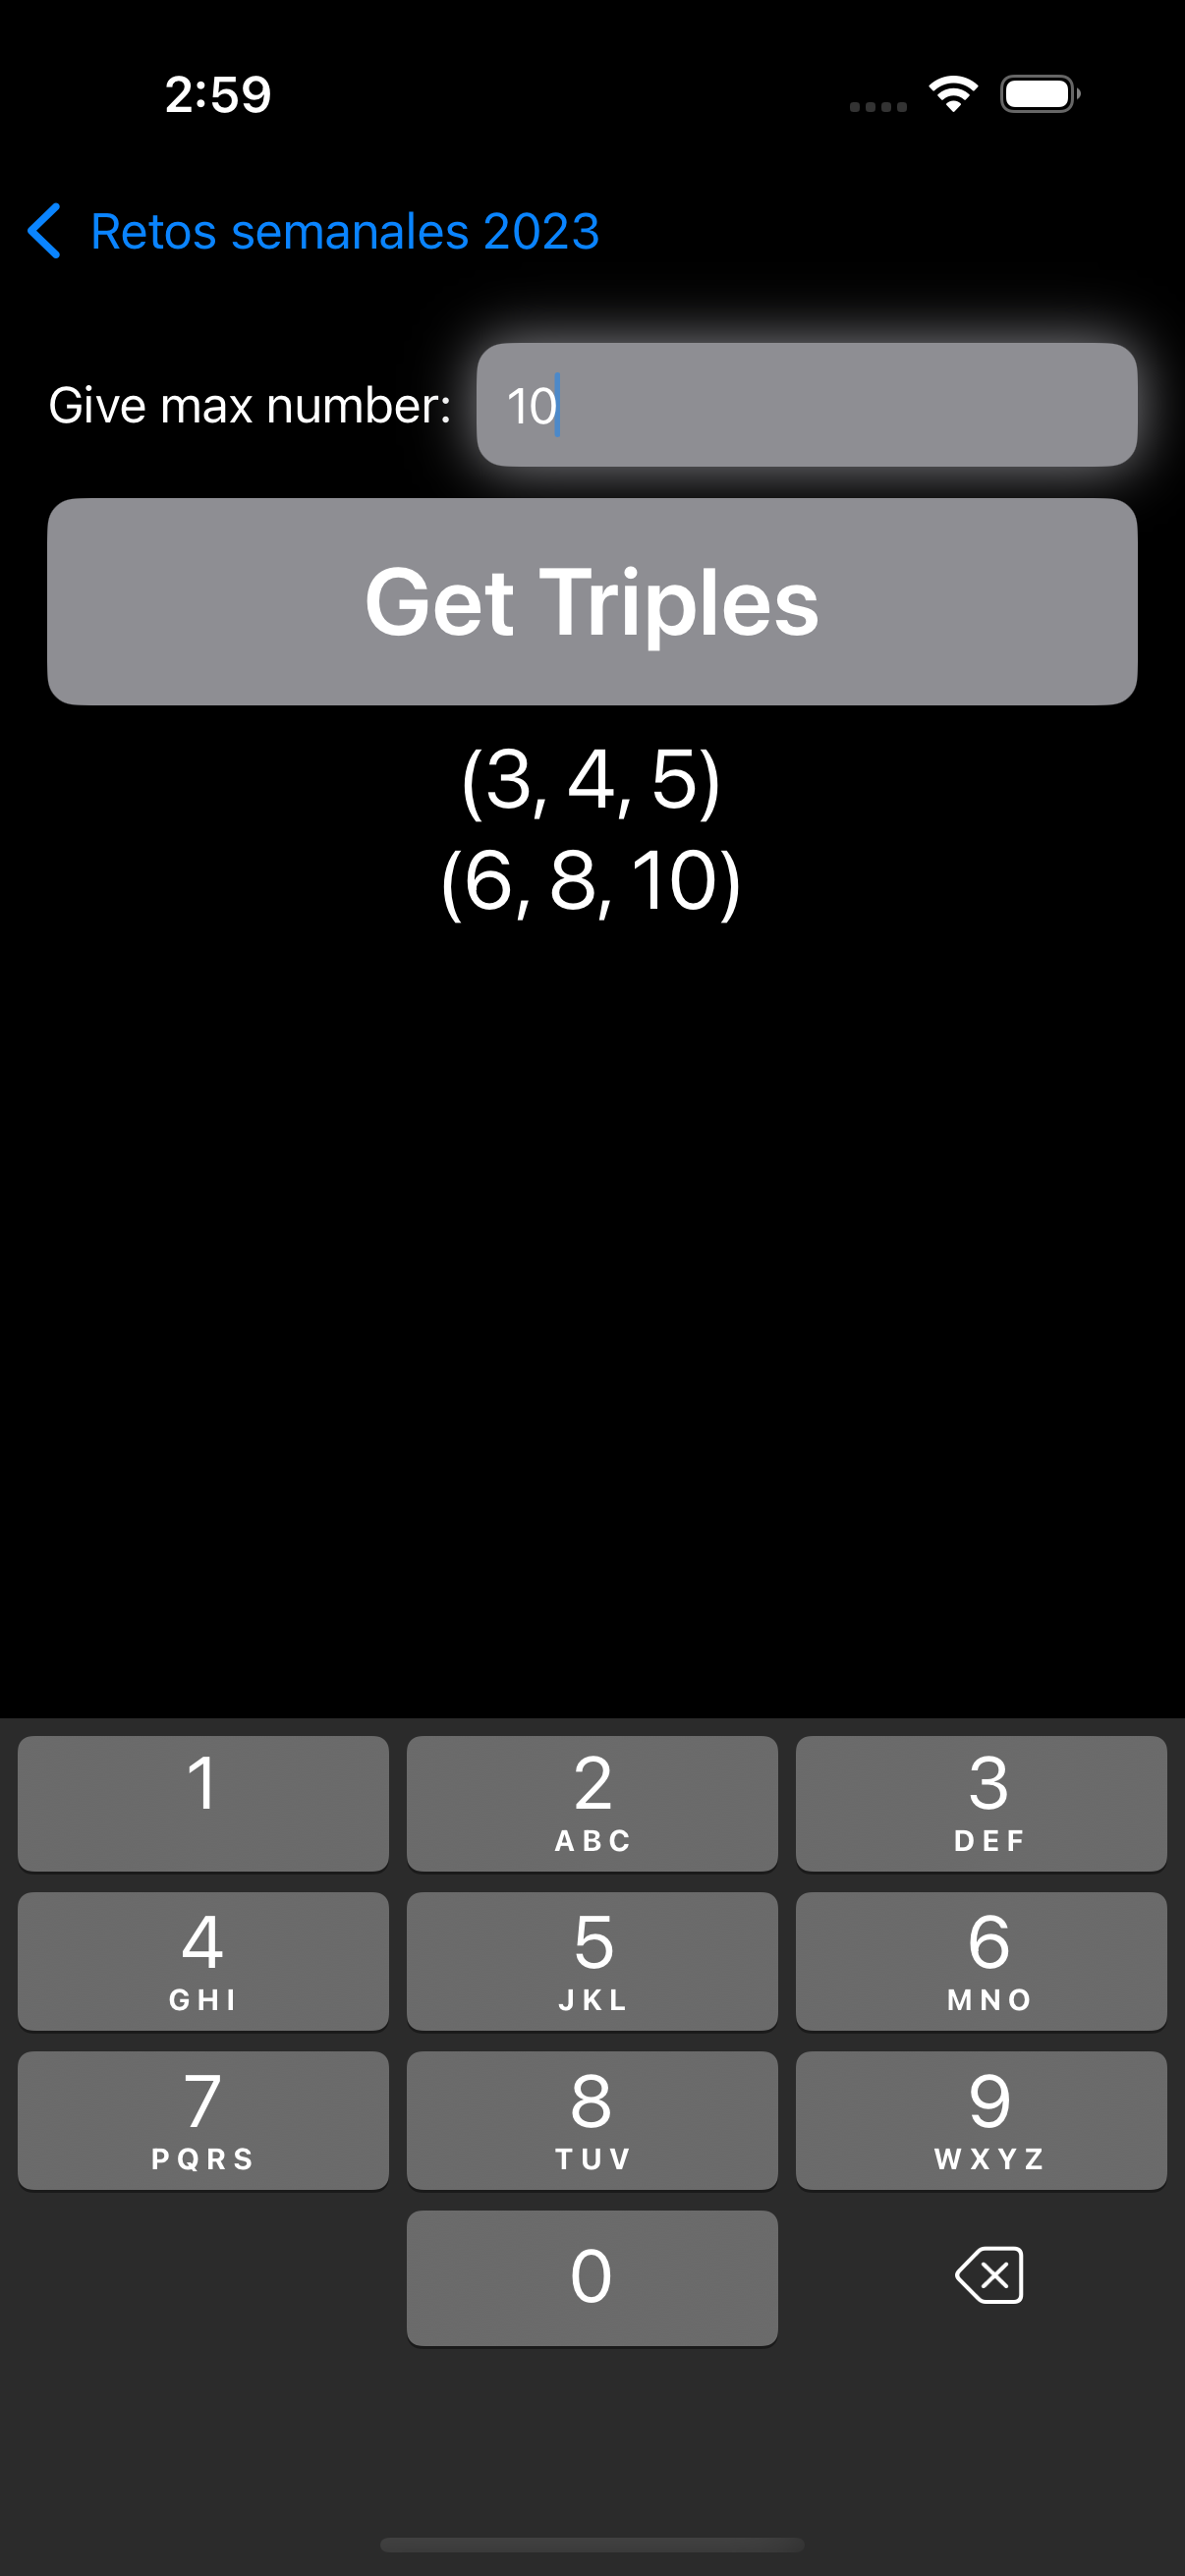 2:59
Retos semanales 2023
Give max number: 10
Get Triples
(3, 4, 5)
(6, 8, 10)
1 2 3
ABC DEF
4 5 6
GHI JKL MNO
7 8 9
PQRS TUV WXYZ
0